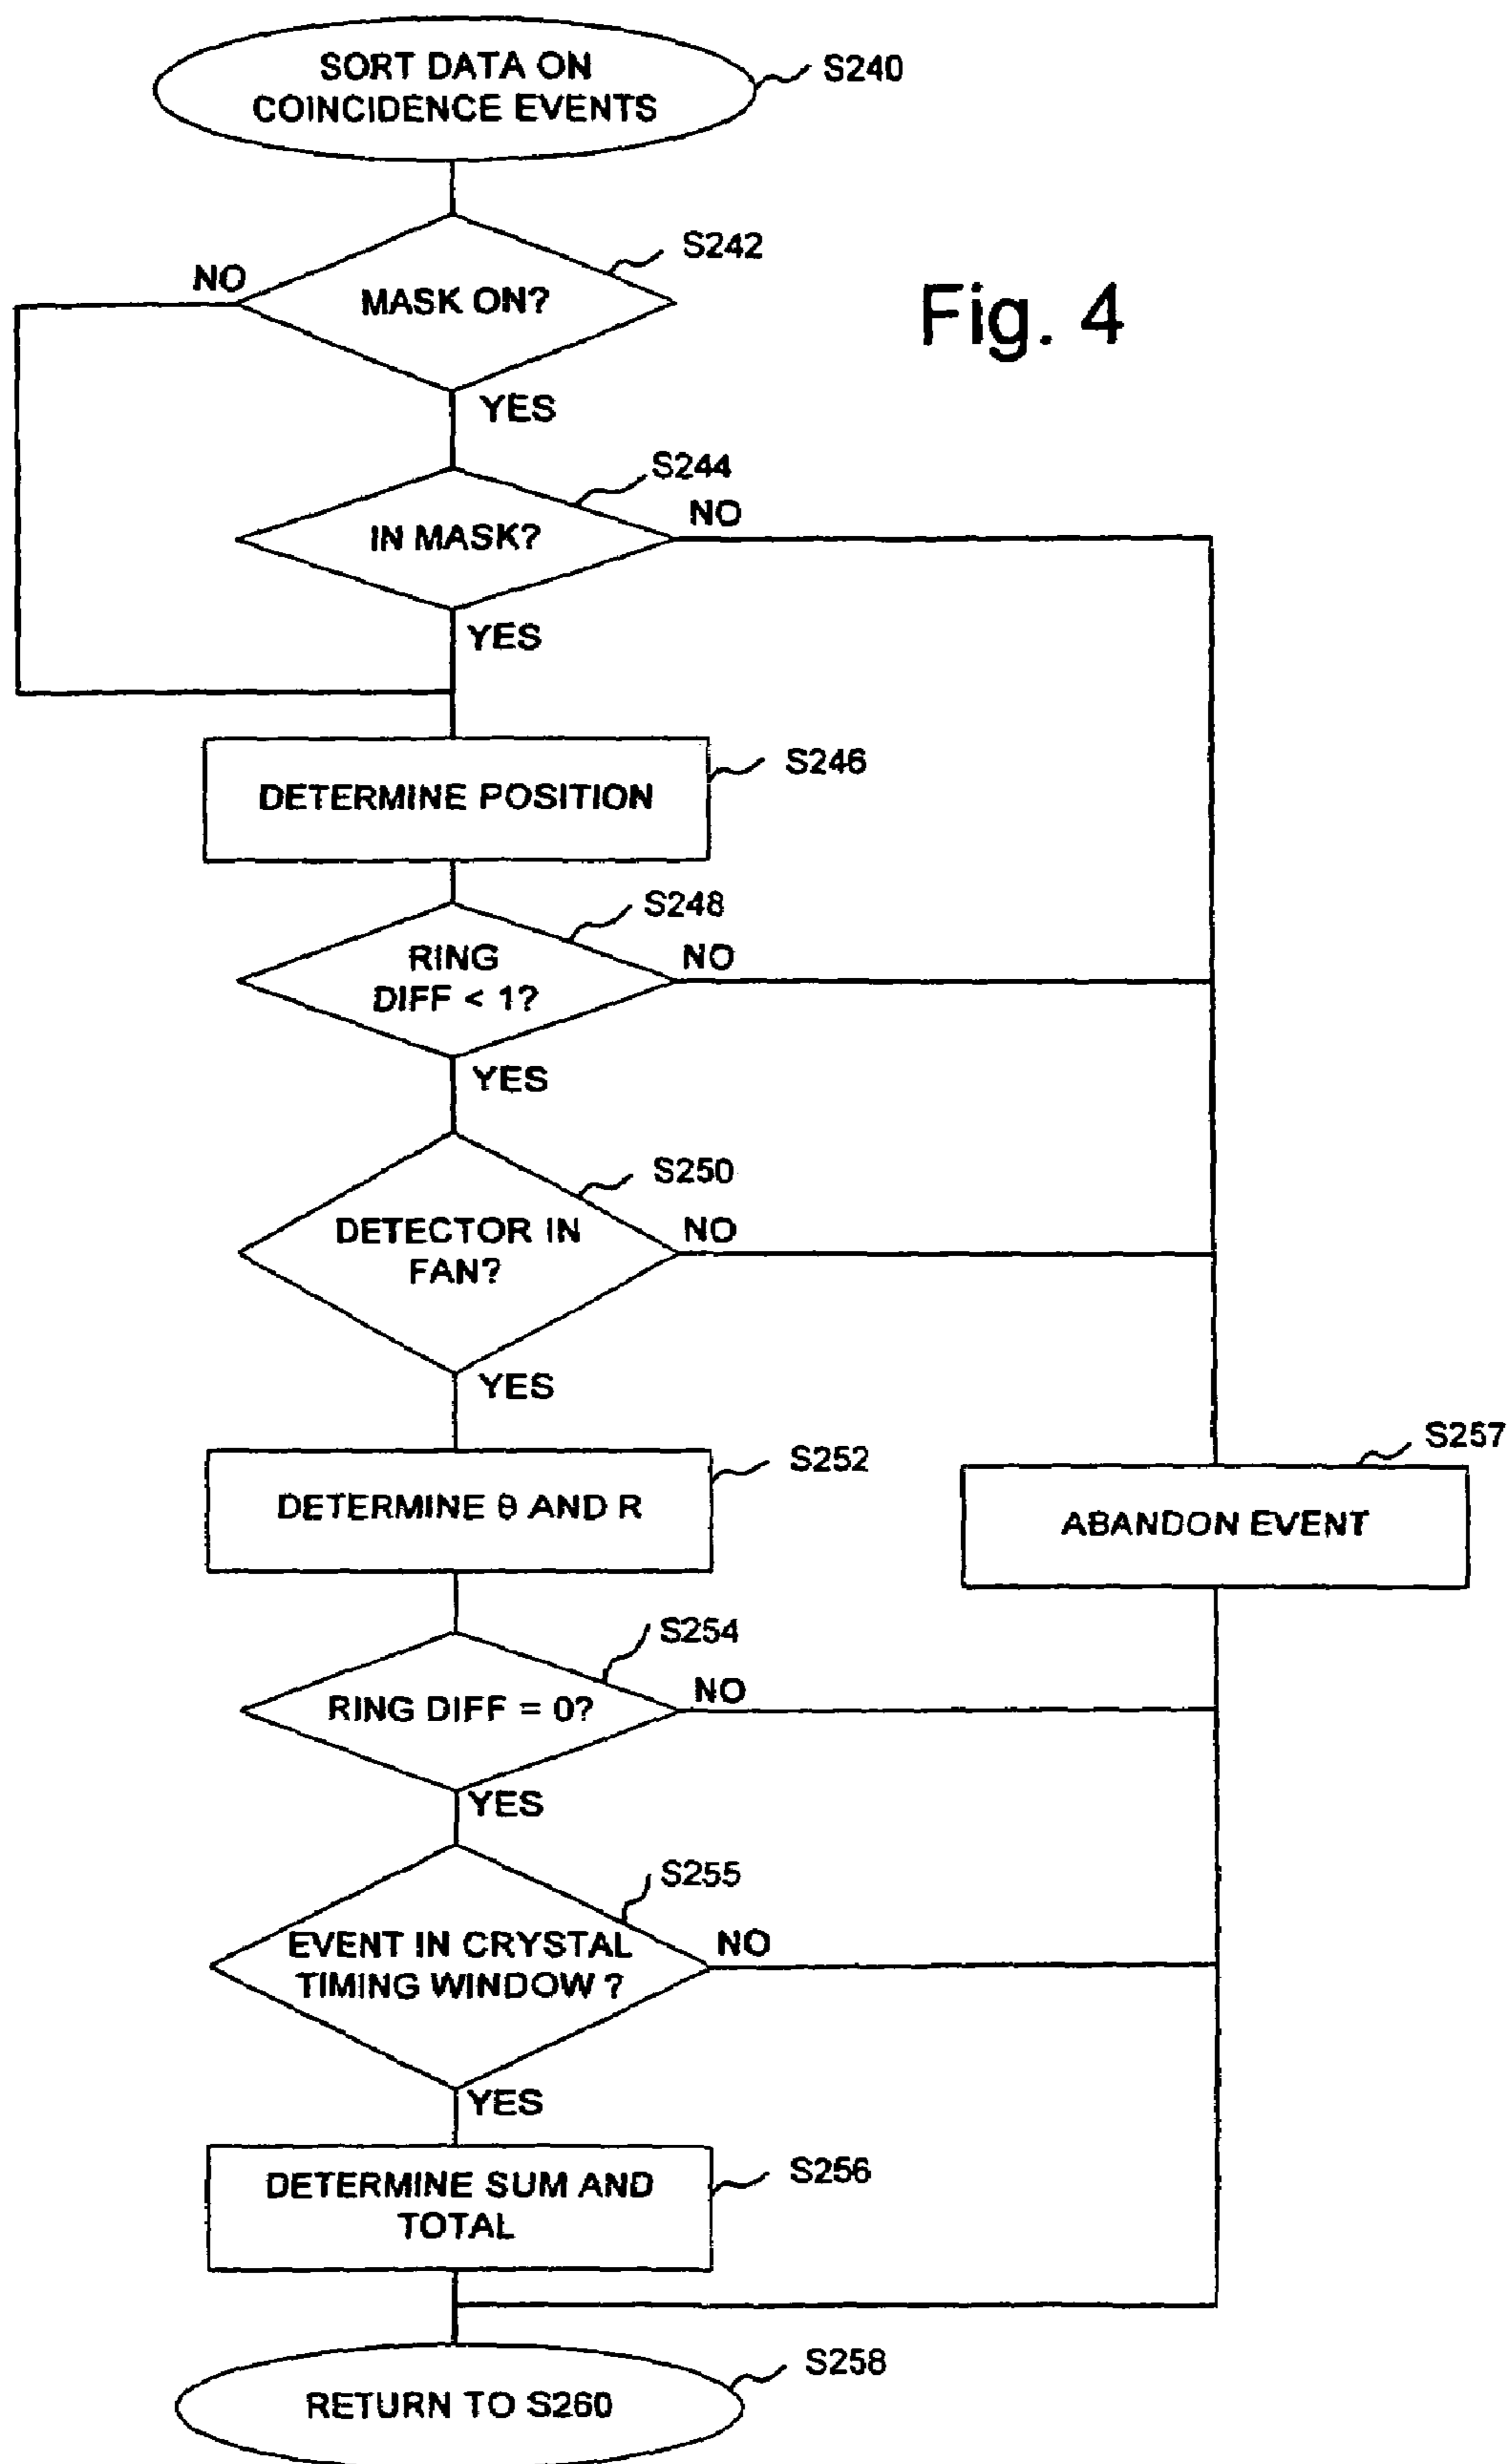 SORT DATA ON
COINCIDENCE EVENTS
S240
S242
NO
MASK ON?
Fig. 4
YES
S244
NO
IN MASK?
YES
S246
DETERMINE POSITION
S248
RING
DIFF < 1?
NO
YES
S250
DETECTOR IN
FAN?
NO
YES
S252
DETERMINE θ AND R
S257
ABANDON EVENT
S254
RING DIFF = 0?
NO
YES
S255
EVENT IN CRYSTAL
TIMING WINDOW ?
NO
YES
S256
DETERMINE SUM AND
TOTAL
S258
RETURN TO S260